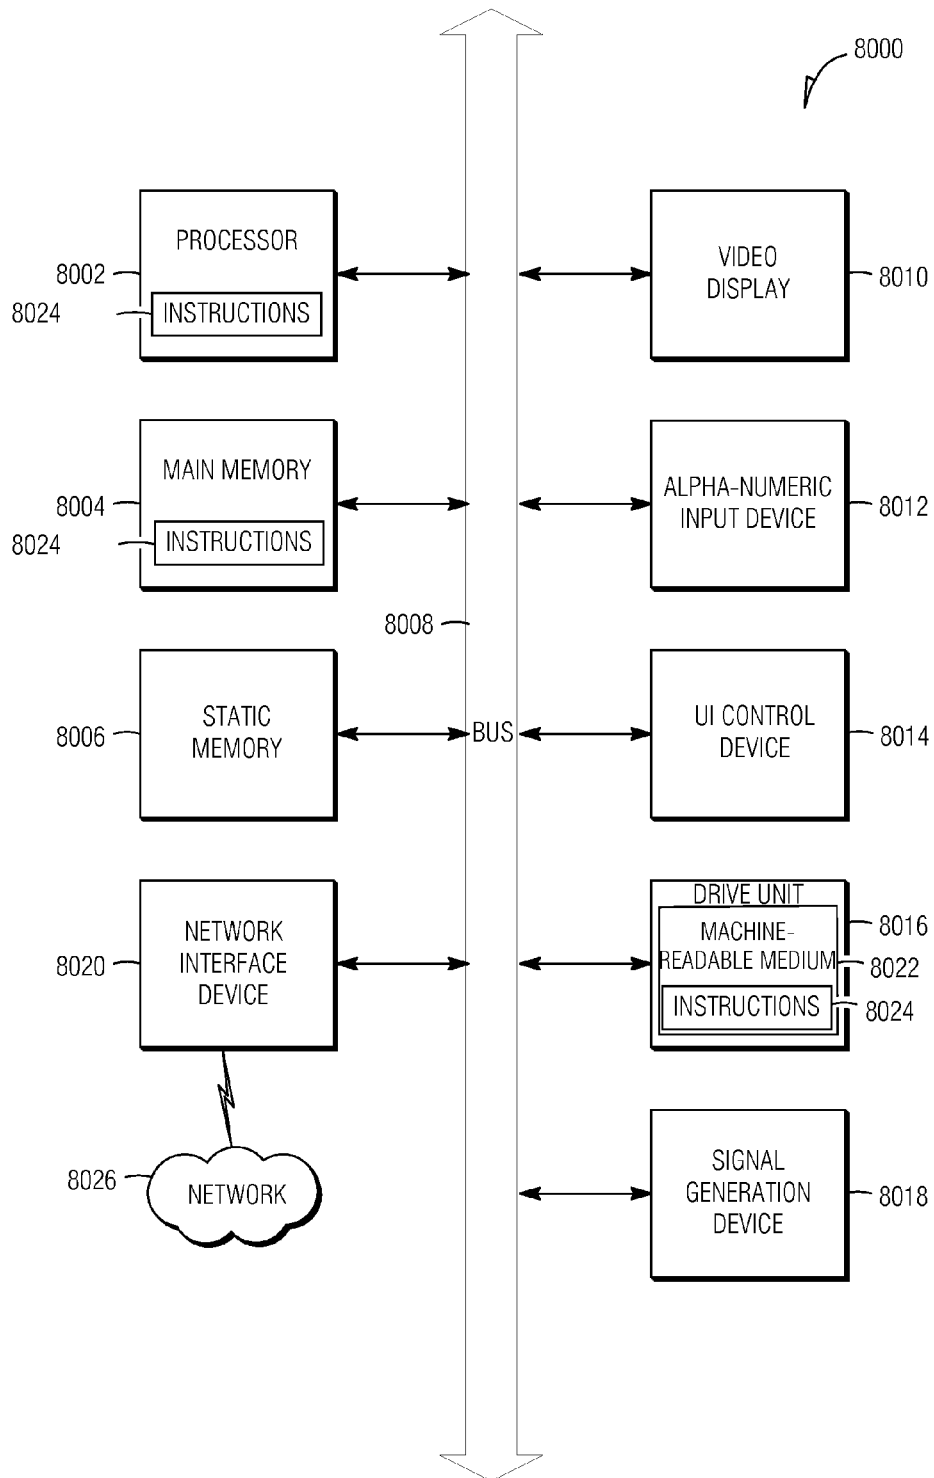 8000
PROCESSOR
8002
8024
INSTRUCTIONS
VIDEO
DISPLAY
8010
MAIN MEMORY
8004
8024
INSTRUCTIONS
ALPHA-NUMERIC
INPUT DEVICE
8012
8008
STATIC
MEMORY
8006
BUS
UI CONTROL
DEVICE
8014
NETWORK
INTERFACE
DEVICE
8020
DRIVE UNIT
8016
MACHINE-
READABLE MEDIUM
8022
INSTRUCTIONS
8024
8026
NETWORK
SIGNAL
GENERATION
DEVICE
8018